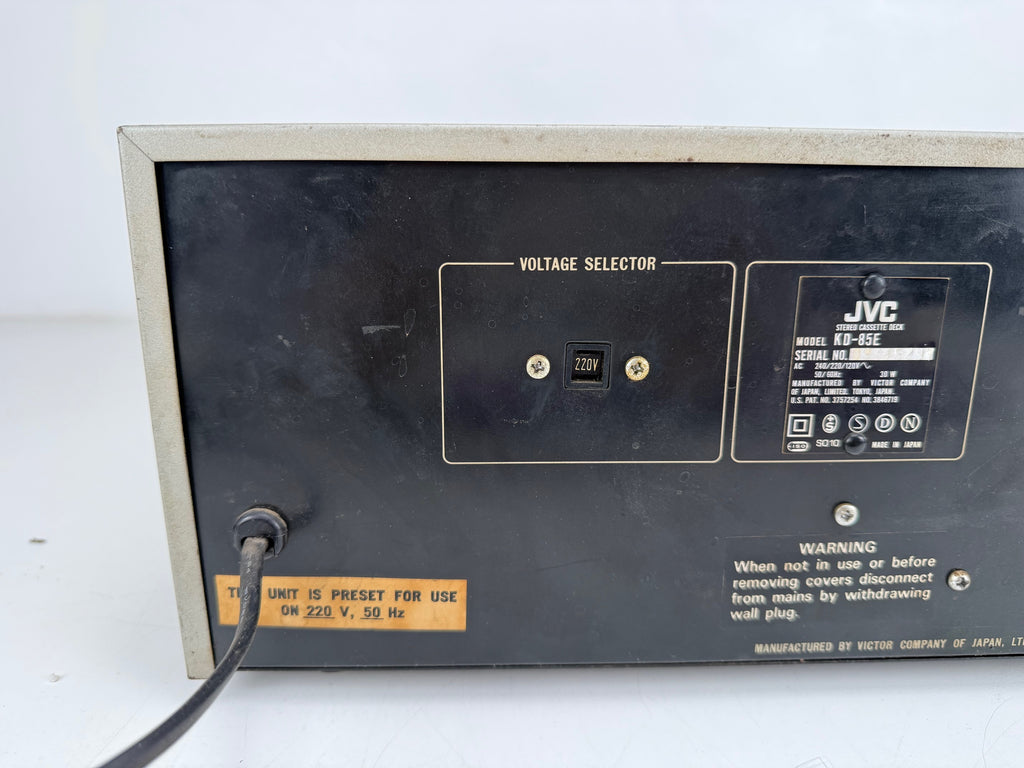 VOLTAGE SELECTOR
220V
JVC
STEREO CASSETTE DECK
MODEL KD-85E
SERIAL NO.
AC 240/220/120V
50/60Hz 30W
MANUFACTURED BY VICTOR COMPANY
OF JAPAN, LIMITED. TOKYO, JAPAN.
U.S. PAT. NO. 3757254 NO. 3846719
S D N
SO10 MADE IN JAPAN
UNIT IS PRESET FOR USE
ON 220 V, 50 Hz
WARNING
When not in use or before
removing covers disconnect
from mains by withdrawing
wall plug.
MANUFACTURED BY VICTOR COMPANY OF JAPAN,